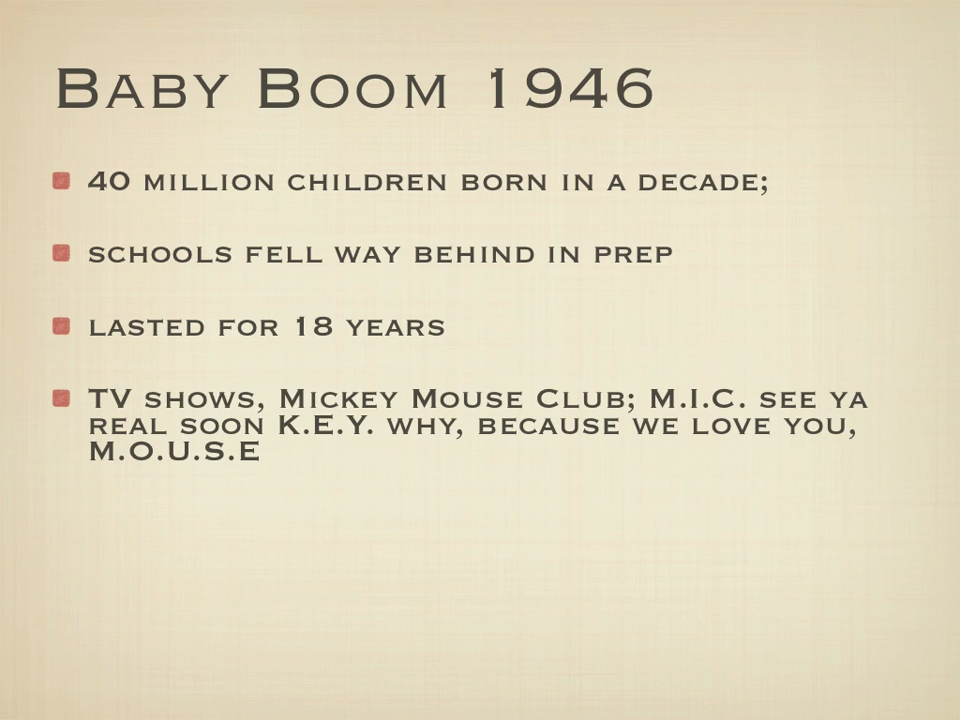 Baby Boom 1946
40 million children born in a decade;
schools fell way behind in prep
lasted for 18 years
TV shows, Mickey Mouse Club; M.I.C. see ya
real soon K.E.Y. why, because we love you,
M.O.U.S.E